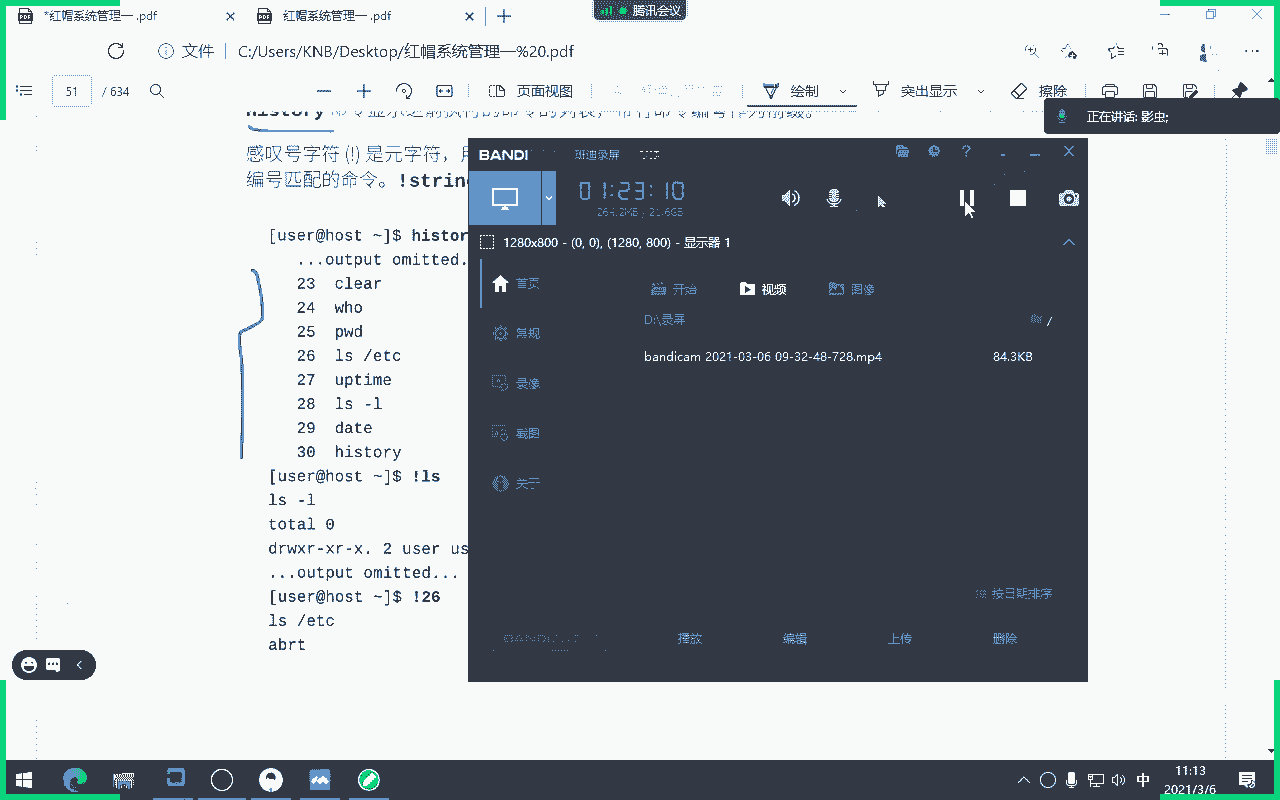 *红帽系统管理一 .pdf
红帽系统管理一 .pdf
腾讯会议
文件
C:/Users/KNB/Desktop/红帽系统管理一%20.pdf
51 / 634
页面视图
绘制
突出显示
擦除
正在讲话: 影虫;
history
感叹号字符 (!) 是元字符，
编号匹配的命令。!string
[user@host ~]$ histor
...output omitted.
23 clear
24 who
25 pwd
26 ls /etc
27 uptime
28 ls -l
29 date
30 history
[user@host ~]$ !ls
ls -l
total 0
drwxr-xr-x. 2 user us
...output omitted...
[user@host ~]$ !26
ls /etc
abrt
BANDI
班迪录屏
01:23:10
264.2MB / 21.6GB
1280x800 - (0, 0), (1280, 800) - 显示器 1
首页
常规
录像
截图
关于
开始
视频
图像
D:\录屏
/
bandicam 2021-03-06 09-32-48-728.mp4
84.3KB
按日期排序
播放
编辑
上传
删除
中
11:13
2021/3/6